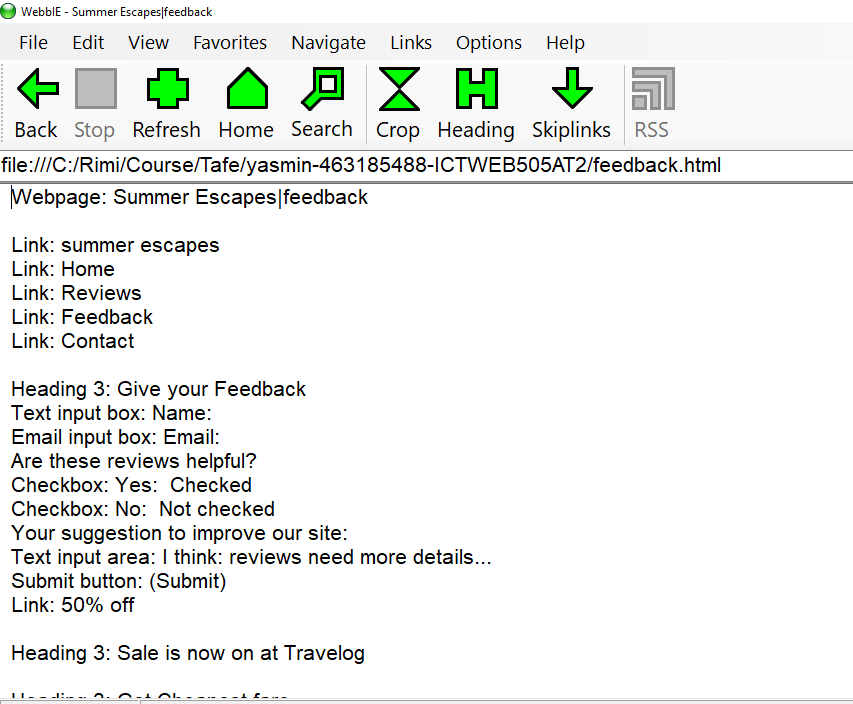 WebbIE - Summer Escapes|feedback
File Edit View Favorites Navigate Links Options Help
Back Stop Refresh Home Search Crop Heading Skiplinks RSS
file:///C:/Rimi/Course/Tafe/yasmin-463185488-ICTWEB505AT2/feedback.html
Webpage: Summer Escapes|feedback
Link: summer escapes
Link: Home
Link: Reviews
Link: Feedback
Link: Contact
Heading 3: Give your Feedback
Text input box: Name:
Email input box: Email:
Are these reviews helpful?
Checkbox: Yes:  Checked
Checkbox: No:  Not checked
Your suggestion to improve our site:
Text input area: I think: reviews need more details...
Submit button: (Submit)
Link: 50% off
Heading 3: Sale is now on at Travelog
Heading 3: Get Cheapest fare